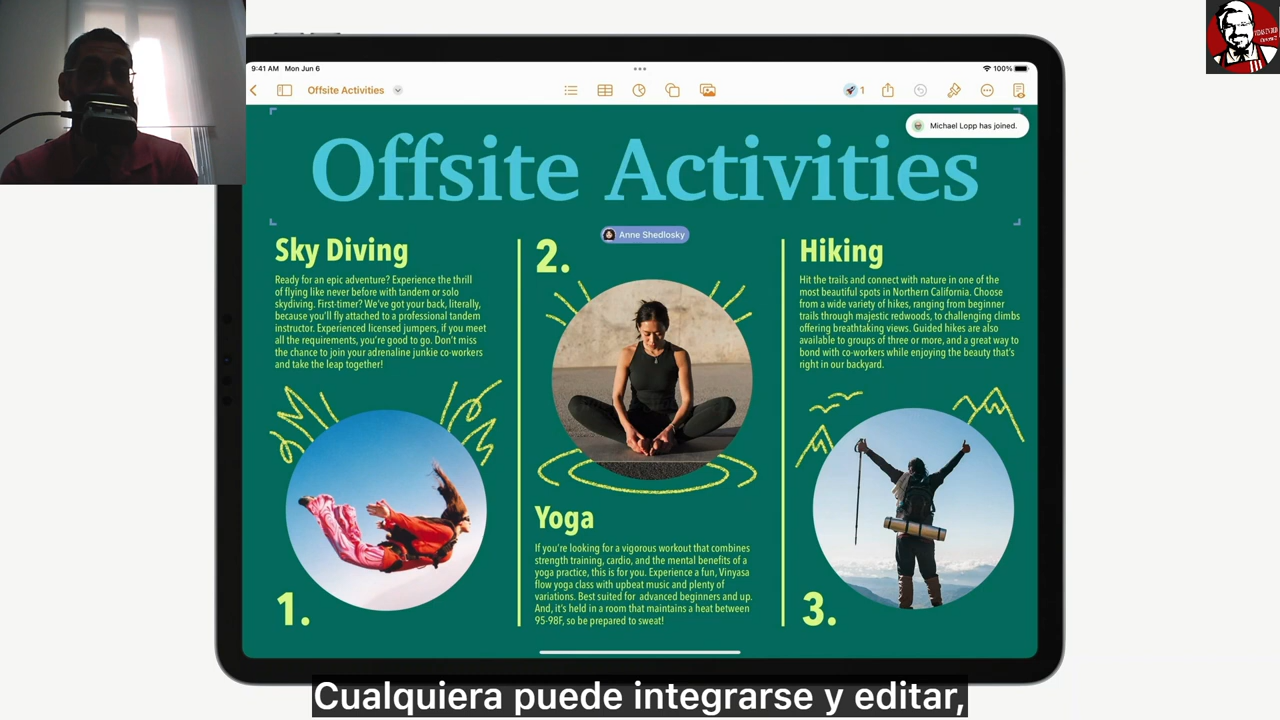 9:41 AM Mon Jun 6
100%
Offsite Activities
1
Michael Lopp has joined.
Offsite Activities
Anne Shedlosky
Sky Diving
Ready for an epic adventure? Experience the thrill
of flying like never before with tandem or solo
skydiving. First-timer? We've got your back, literally,
because you'll fly attached to a professional tandem
instructor. Experienced licensed jumpers, if you meet
all the requirements, you're good to go. Don't miss
the chance to join your adrenaline junkie co-workers
and take the leap together!
1.
2.
Yoga
If you're looking for a vigorous workout that combines
strength training, cardio, and the mental benefits of a
yoga practice, this is for you. Experience a fun, Vinyasa
flow yoga class with upbeat music and plenty of
variations. Best suited for advanced beginners and up.
And, it's held in a room that maintains a heat between
95-98F, so be prepared to sweat!
Hiking
Hit the trails and connect with nature in one of the
most beautiful spots in Northern California. Choose
from a wide variety of hikes, ranging from beginner
trails through majestic redwoods, to challenging climbs
offering breathtaking views. Guided hikes are also
available to groups of three or more, and a great way to
bond with co-workers while enjoying the beauty that's
right in our backyard.
3.
Cualquiera puede integrarse y editar,